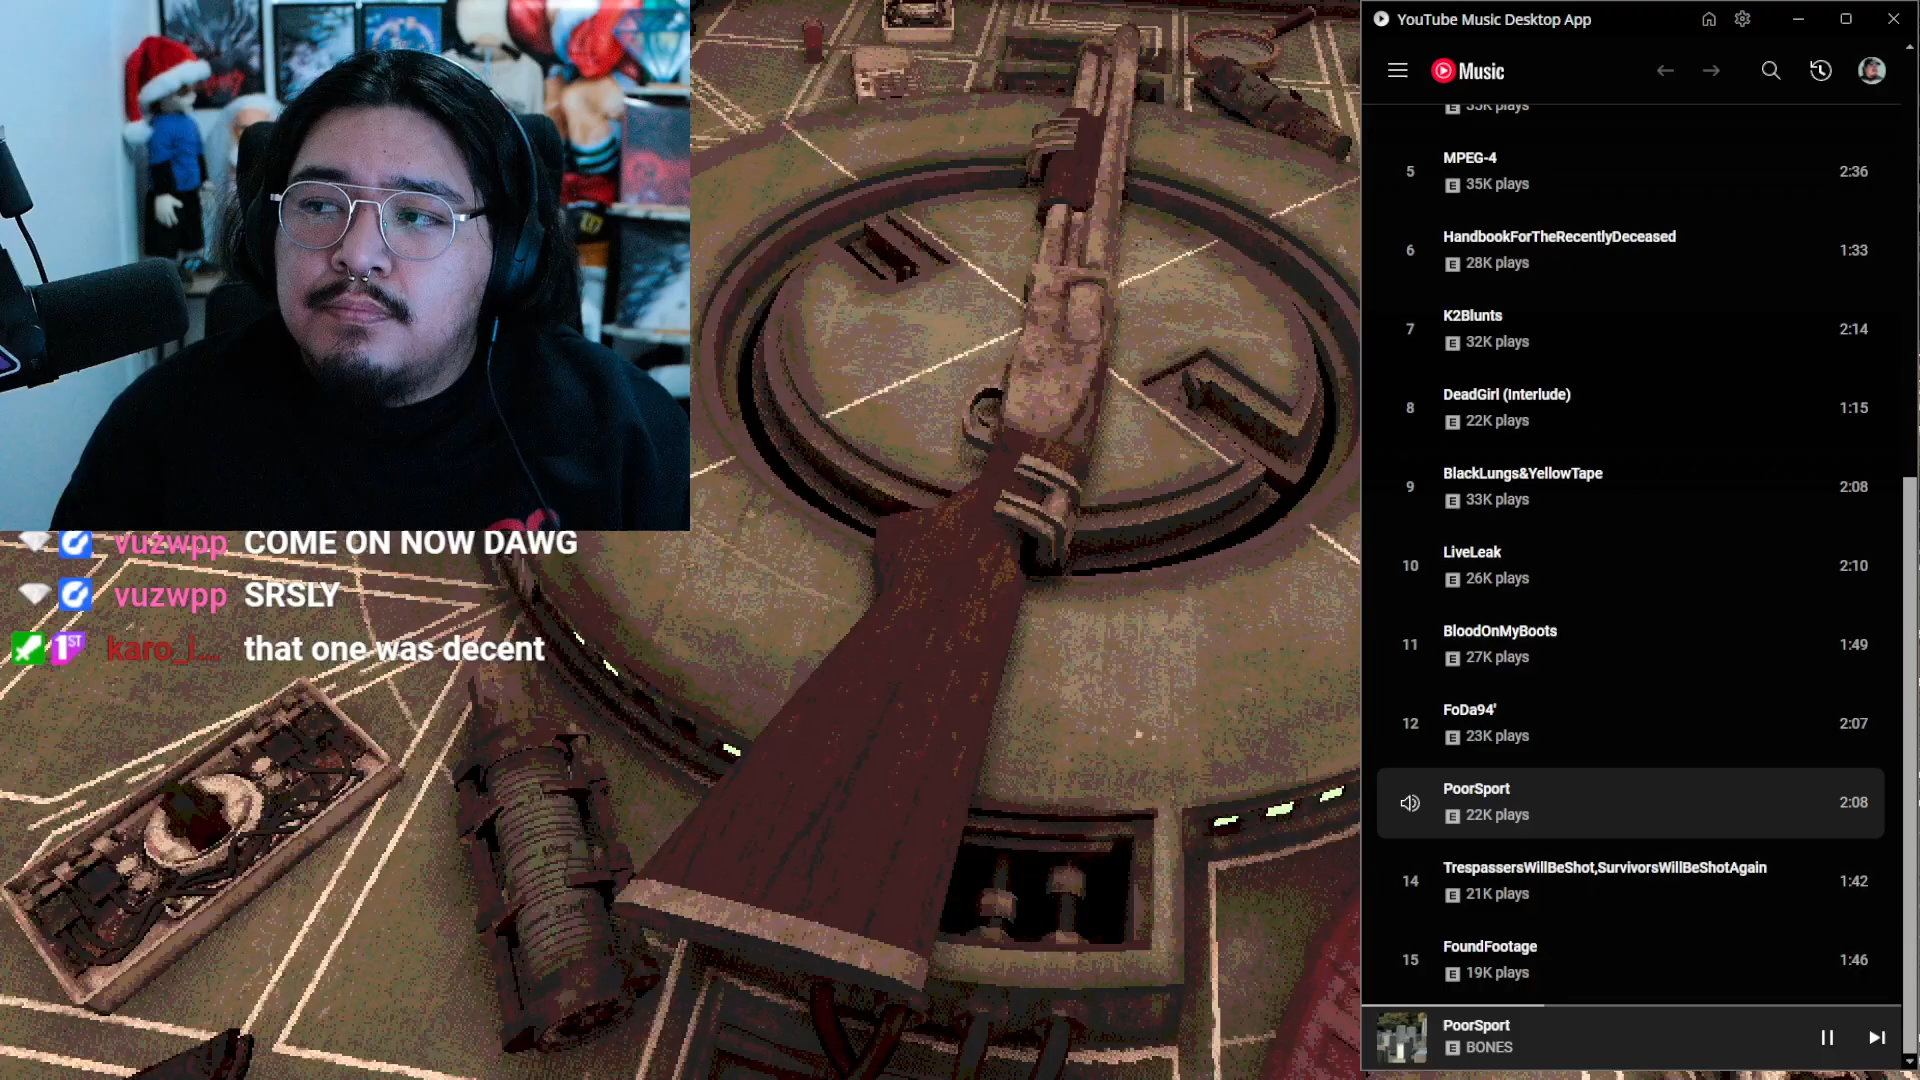 YouTube Music Desktop App
Music
35K plays
5 MPEG-4 2:36
E 35K plays
6 HandbookForTheRecentlyDeceased 1:33
E 28K plays
7 K2Blunts 2:14
E 32K plays
8 DeadGirl (Interlude) 1:15
E 22K plays
9 BlackLungs&YellowTape 2:08
E 33K plays
10 LiveLeak 2:10
E 26K plays
11 BloodOnMyBoots 1:49
E 27K plays
12 FoDa94' 2:07
E 23K plays
PoorSport 2:08
E 22K plays
14 TrespassersWillBeShot,SurvivorsWillBeShotAgain 1:42
E 21K plays
15 FoundFootage 1:46
E 19K plays
PoorSport
E BONES
vuzwpp COME ON NOW DAWG
vuzwpp SRSLY
1ST karo_i... that one was decent